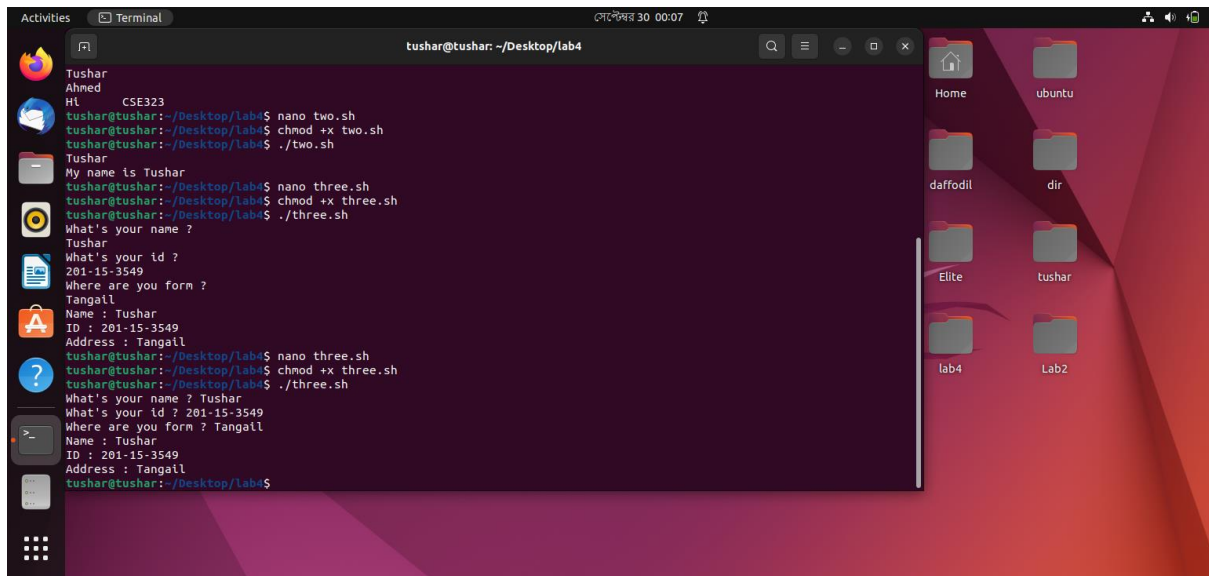 Activities Terminal সেপ্টেম্বর 30 00:07
tushar@tushar: ~/Desktop/lab4
Tushar
Ahmed
Hi CSE323
tushar@tushar:~/Desktop/lab4$ nano two.sh
tushar@tushar:~/Desktop/lab4$ chmod +x two.sh
tushar@tushar:~/Desktop/lab4$ ./two.sh
Tushar
My name is Tushar
tushar@tushar:~/Desktop/lab4$ nano three.sh
tushar@tushar:~/Desktop/lab4$ chmod +x three.sh
tushar@tushar:~/Desktop/lab4$ ./three.sh
What's your name ?
Tushar
What's your id ?
201-15-3549
Where are you form ?
Tangail
Name : Tushar
ID : 201-15-3549
Address : Tangail
tushar@tushar:~/Desktop/lab4$ nano three.sh
tushar@tushar:~/Desktop/lab4$ chmod +x three.sh
tushar@tushar:~/Desktop/lab4$ ./three.sh
What's your name ? Tushar
What's your id ? 201-15-3549
Where are you form ? Tangail
Name : Tushar
ID : 201-15-3549
Address : Tangail
tushar@tushar:~/Desktop/lab4$
Home ubuntu
daffodil dir
Elite tushar
lab4 Lab2